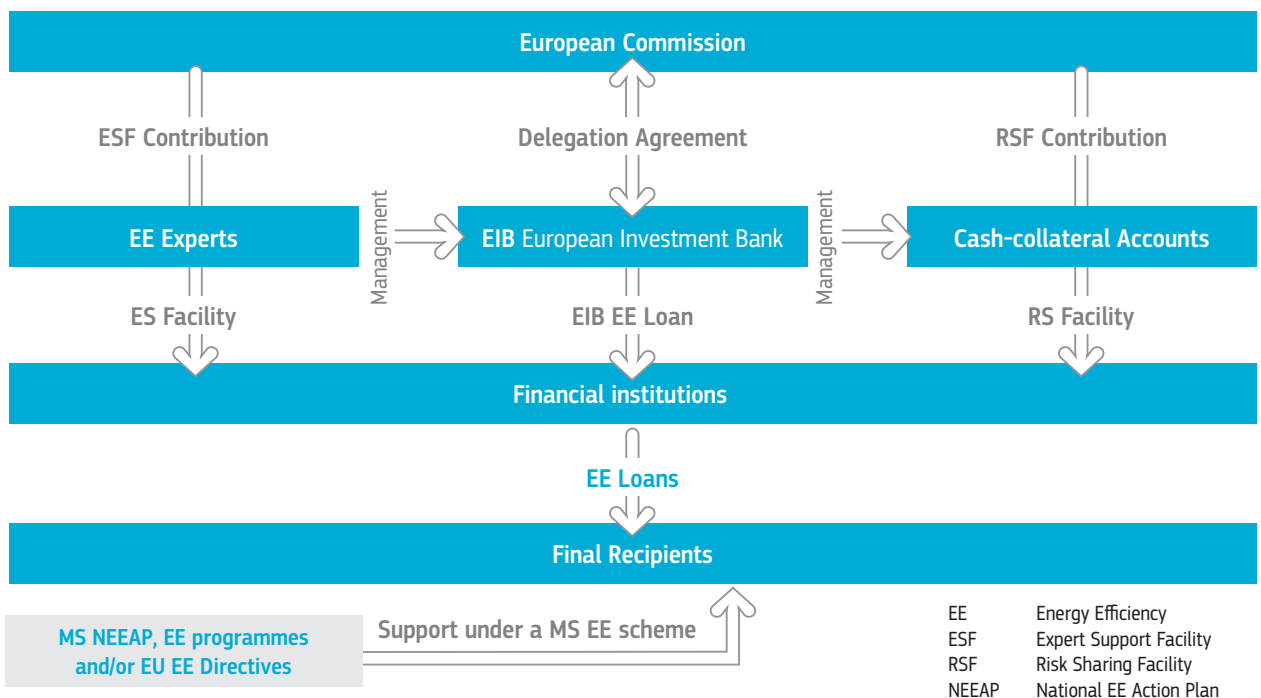 European Commission
ESF Contribution
Delegation Agreement
RSF Contribution
EE Experts
Management
EIB European Investment Bank
Management
Cash-collateral Accounts
ES Facility
EIB EE Loan
RS Facility
Financial institutions
EE Loans
Final Recipients
MS NEEAP, EE programmes
and/or EU EE Directives
Support under a MS EE scheme
EE Energy Efficiency
ESF Expert Support Facility
RSF Risk Sharing Facility
NEEAP National EE Action Plan